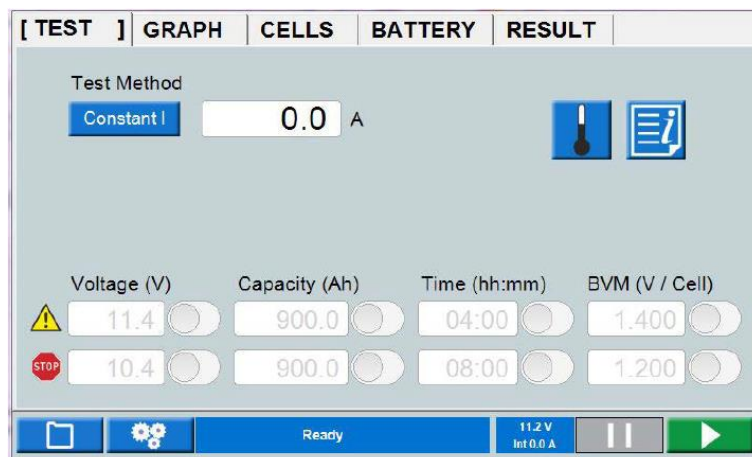 [ TEST ] GRAPH CELLS BATTERY RESULT
Test Method
Constant I 0.0 A
Voltage (V) Capacity (Ah) Time (hh:mm) BVM (V / Cell)
11.4 900.0 04:00 1.400
STOP 10.4 900.0 08:00 1.200
Ready 11.2 V
Int 0.0 A